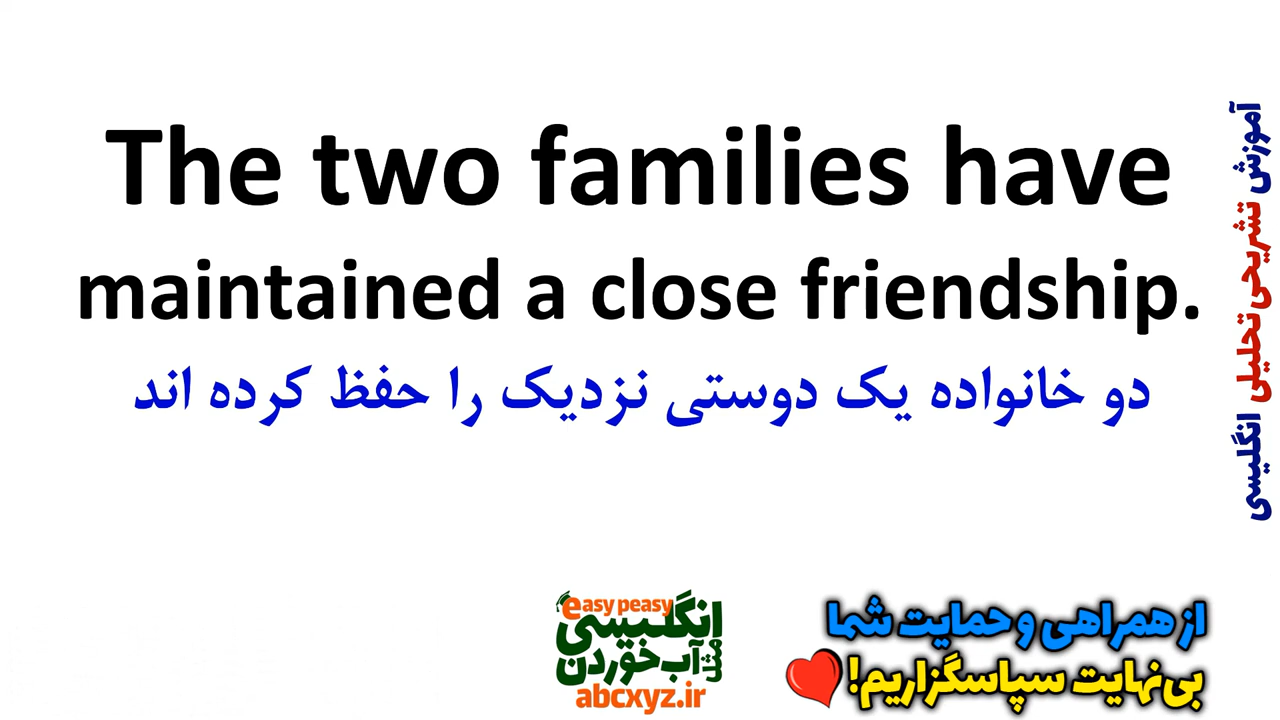 The two families have
maintained a close friendship.
دو خانواده یک دوستی نزدیک را حفظ کرده اند
آموزش تشریحی تحلیلی انگلیسی
easy peasy
انگلیسی
مثل آب خوردن
abcxyz.ir
از همراهی و حمایت شما
بی‌نهایت سپاسگزاریم!